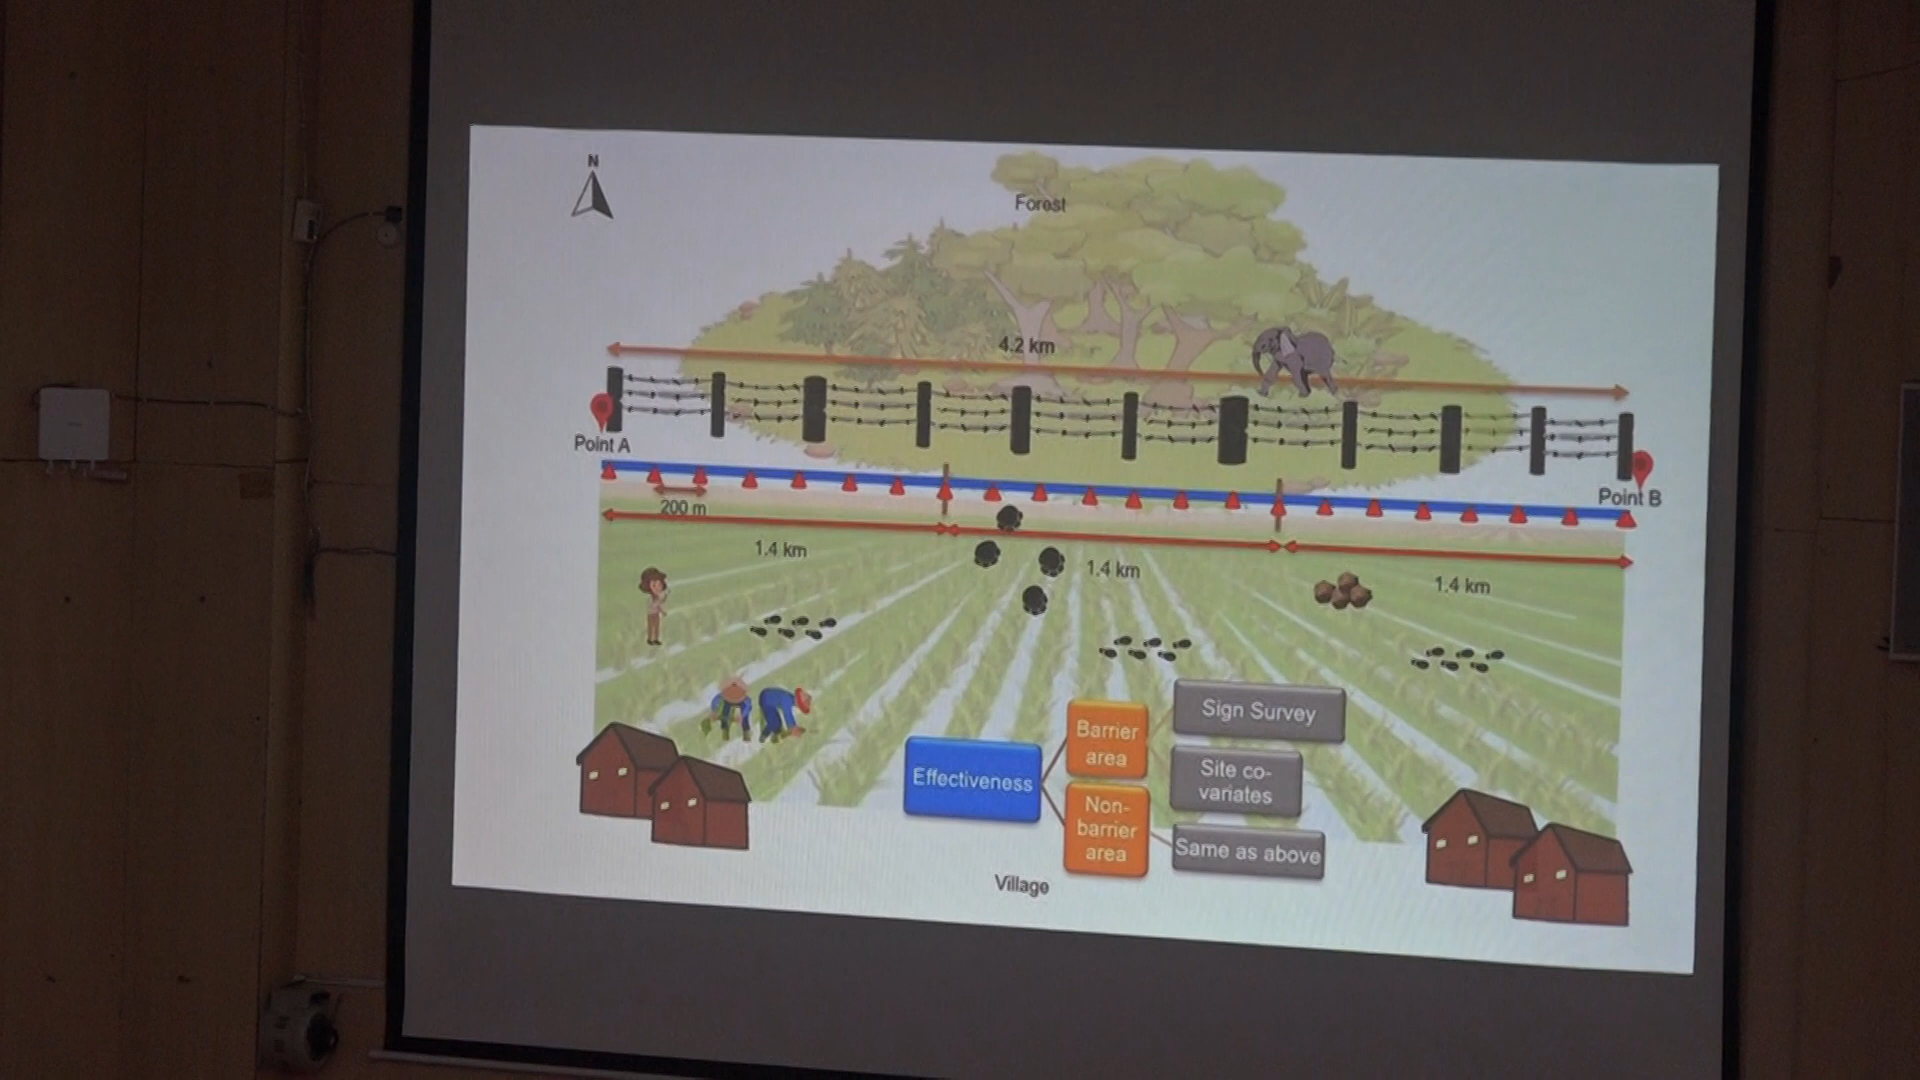 N
Forest
4.2 km
Point A
Point B
200 m
1.4 km
1.4 km
1.4 km
Effectiveness
Barrier
area
Non-
barrier
area
Sign Survey
Site co-
variates
Same as above
Village